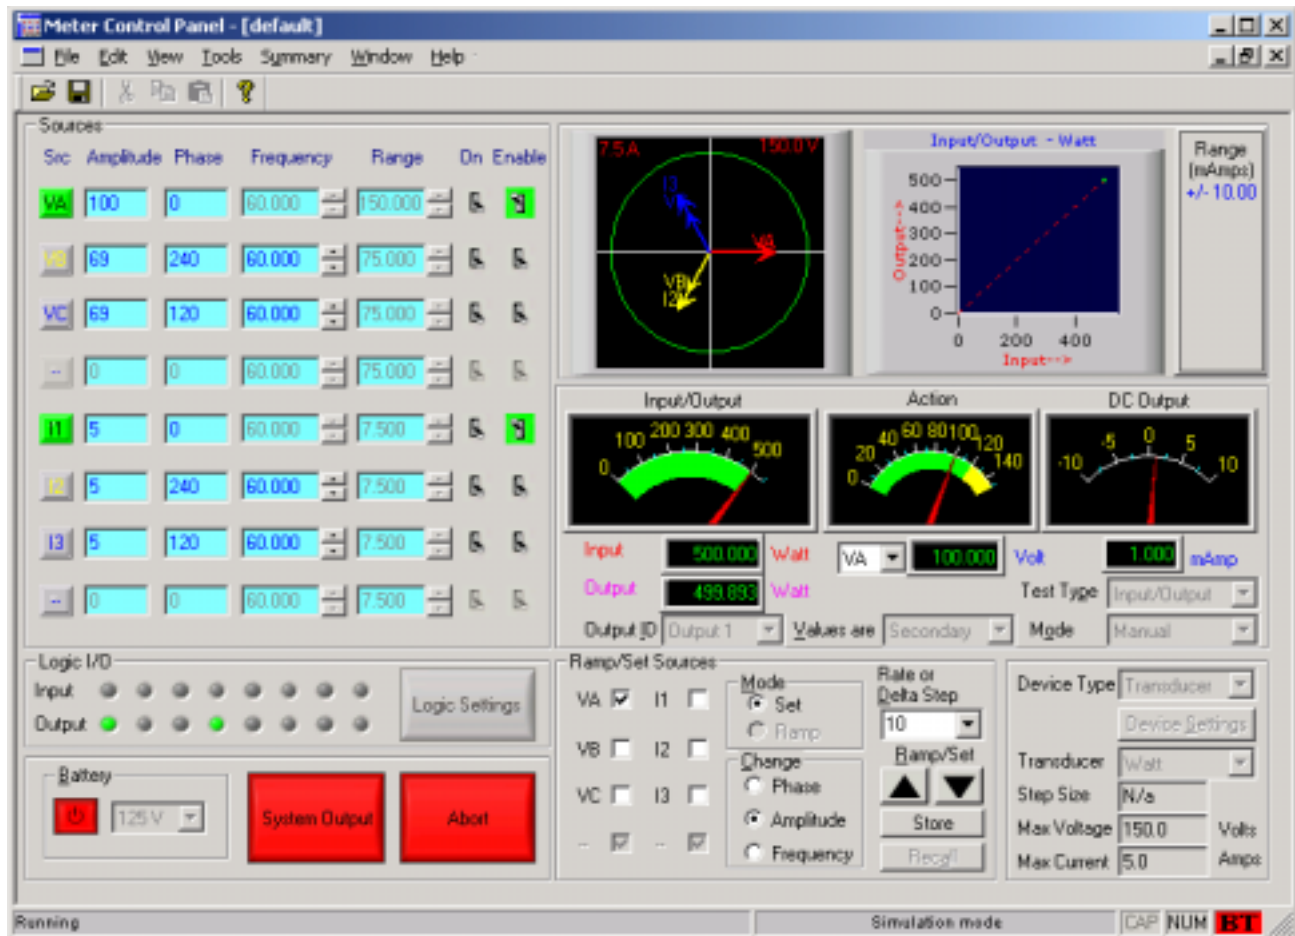 Meter Control Panel - [default]
File Edit View Tools Symmary Window Help
Sources
Src Amplitude Phase Frequency Range On Enable
VA 100 0 60.000 150.000
VB 69 240 60.000 75.000
VC 69 120 60.000 75.000
-- 0 0 60.000 75.000
I1 5 0 60.000 7.500
I2 5 240 60.000 7.500
I3 5 120 60.000 7.500
-- 0 0 60.000 7.500
7.5 A 150.0 V
I3
VA
VB
I2
Input/Output - Watt
Output-->
500
400
300
200
100
0
0 200 400
Input-->
Range
(mAmps)
+/- 10.00
Input/Output
0 100 200 300 400 500
Action
0 20 40 60 80 100 120 140
DC Output
-10 -5 0 5 10
Input 500.000 Watt
VA 100.000 Volt
1.000 mAmp
Output 499.893 Watt
Test Type Input/Output
Output ID Output 1
Values are Secondary
Mode Manual
Logic I/O
Input
Output
Logic Settings
Battery
125 V
System Output
Abort
Ramp/Set Sources
VA I1
VB I2
VC I3
-- --
Mode
Set
Ramp
Change
Phase
Amplitude
Frequency
Rate or
Delta Step
10
Ramp/Set
Store
Recall
Device Type Transducer
Device Settings
Transducer Watt
Step Size N/a
Max Voltage 150.0 Volts
Max Current 5.0 Amps
Running
Simulation mode
CAP NUM BT